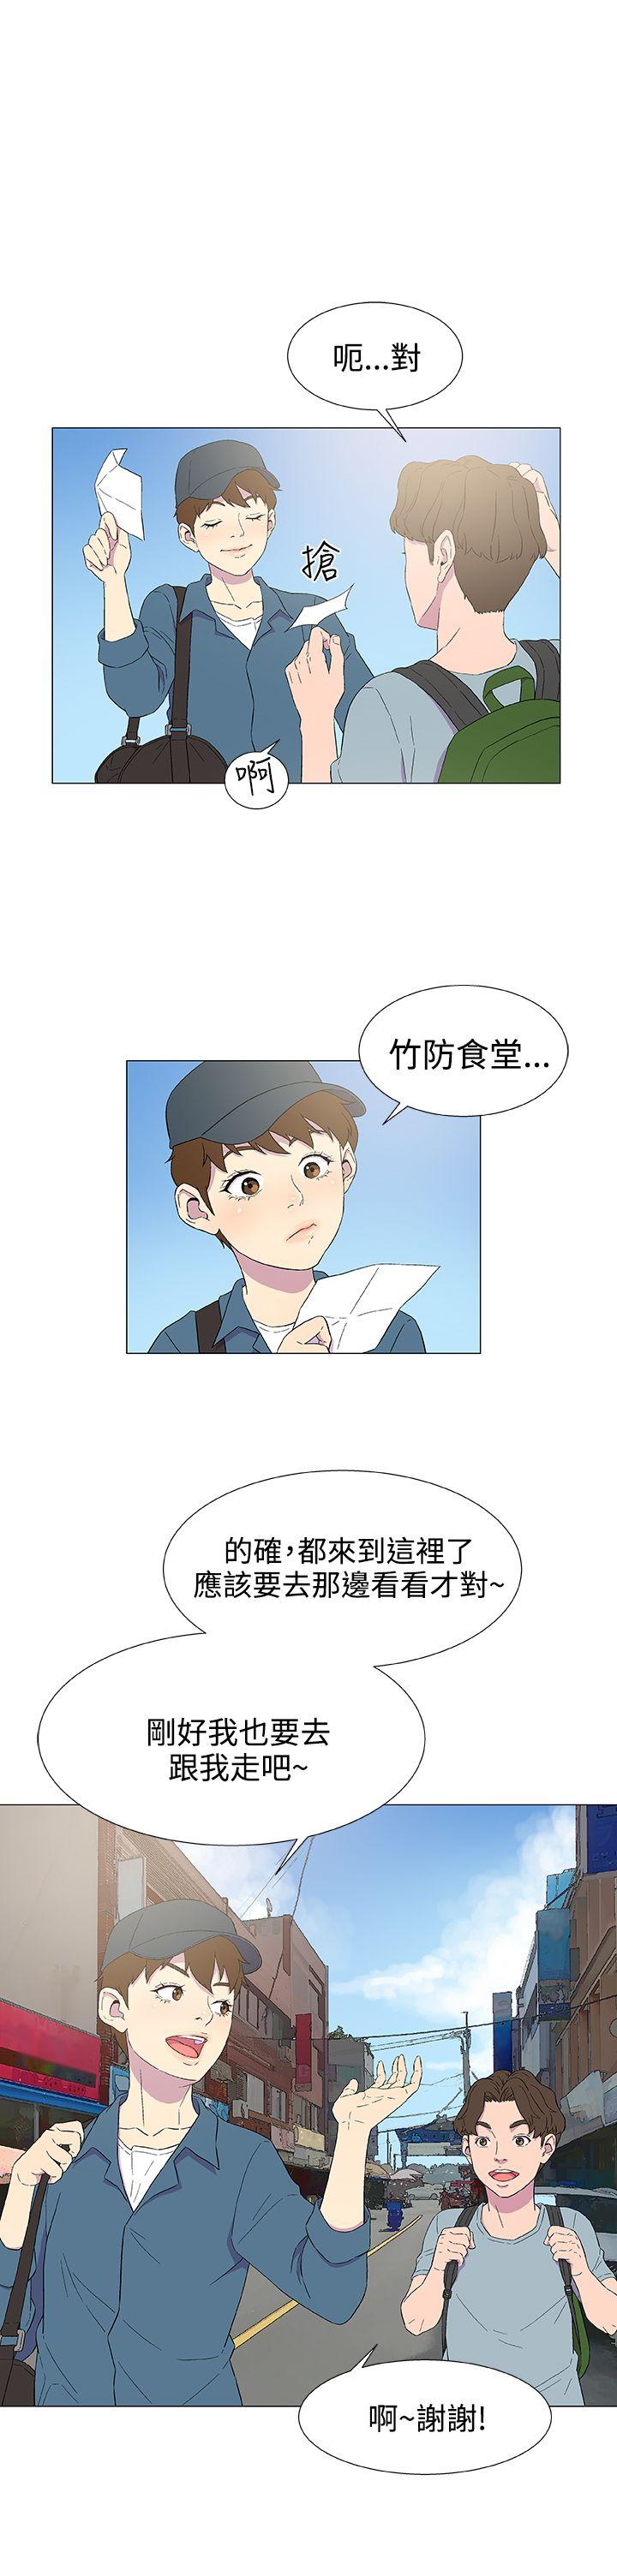 呃...對
搶
啊
竹防食堂...
的確,都來到這裡了
應該要去那邊看看才對~
剛好我也要去
跟我走吧~
啊~謝謝!